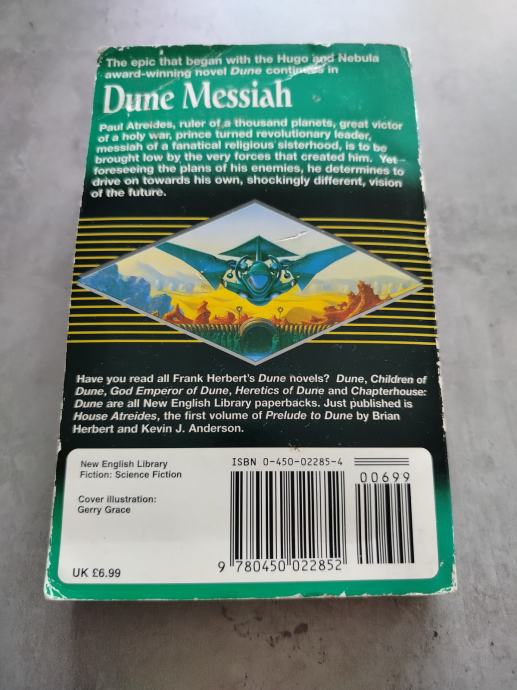 The epic that began with the Hugo and Nebula
award-winning novel Dune continues in
Dune Messiah
Paul Atreides, ruler of a thousand planets, great victor
of a holy war, prince turned revolutionary leader,
messiah of a fanatical religious sisterhood, is to be
brought low by the very forces that created him. Yet
foreseeing the plans of his enemies, he determines to
drive on towards his own, shockingly different, vision
of the future.
Have you read all Frank Herbert's Dune novels? Dune, Children of
Dune, God Emperor of Dune, Heretics of Dune and Chapterhouse:
Dune are all New English Library paperbacks. Just published is
House Atreides, the first volume of Prelude to Dune by Brian
Herbert and Kevin J. Anderson.
New English Library
Fiction: Science Fiction
Cover illustration:
Gerry Grace
UK £6.99
ISBN 0-450-02285-4
00699
9 780450 022852